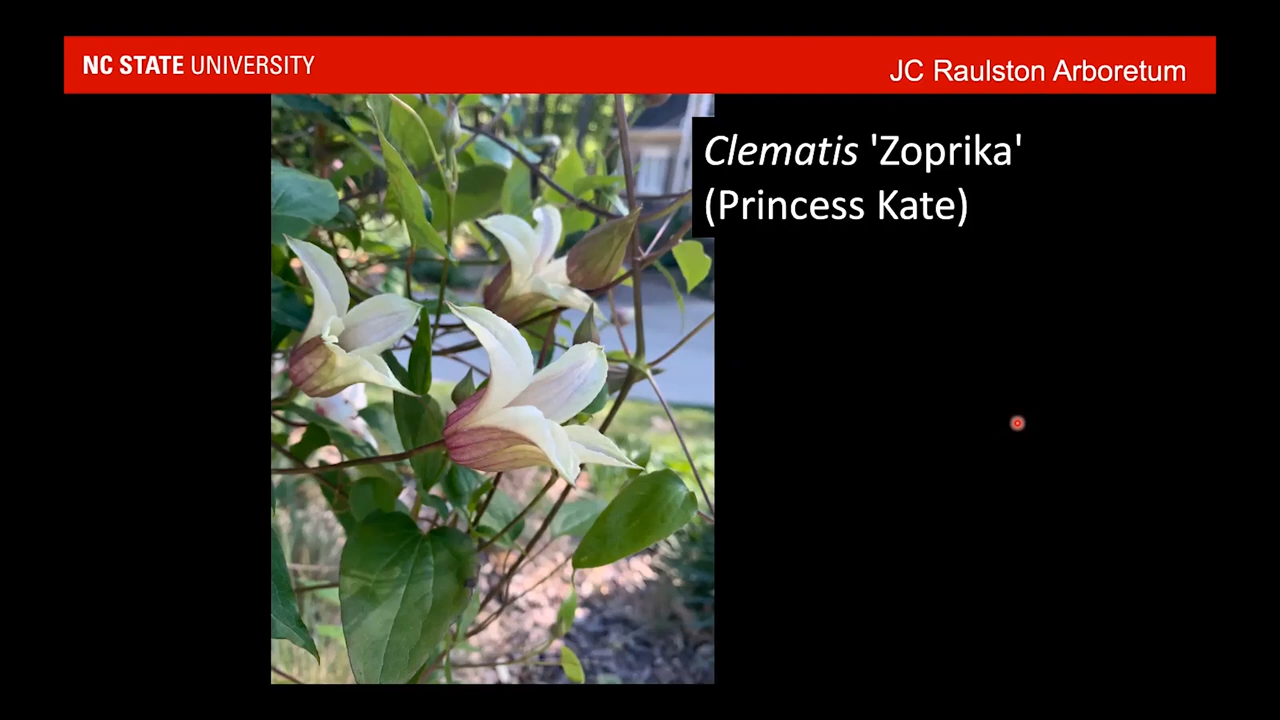 NC STATE UNIVERSITY
JC Raulston Arboretum
Clematis 'Zoprika'
(Princess Kate)